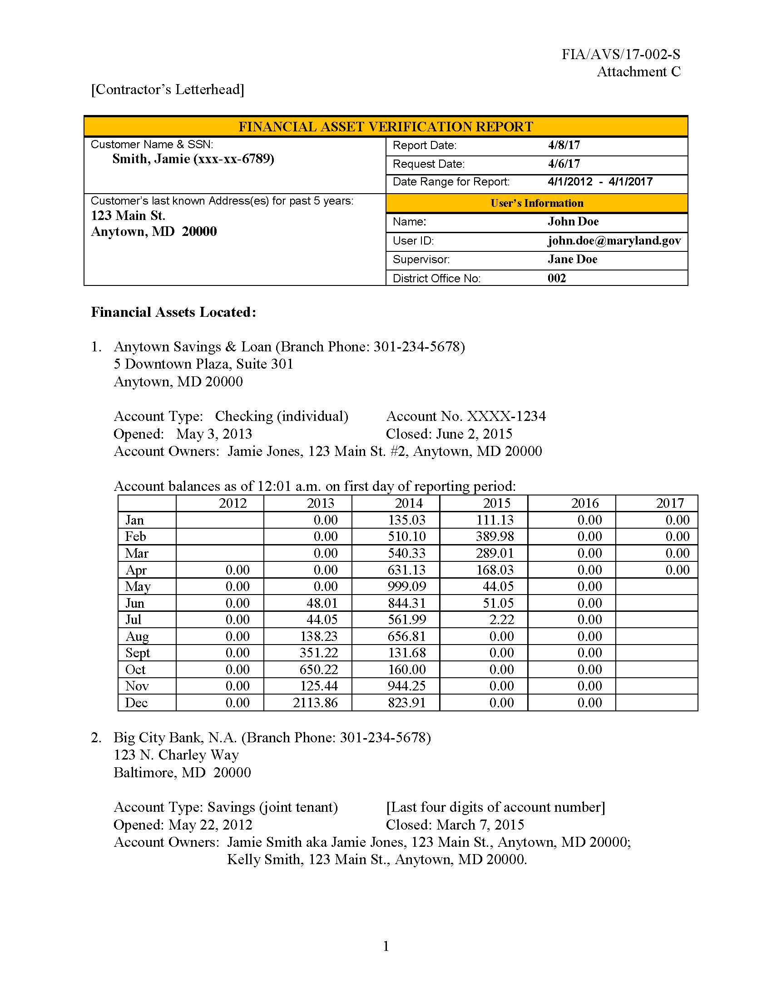 FIA/AVS/17-002-S
Attachment C
[Contractor’s Letterhead]
FINANCIAL ASSET VERIFICATION REPORT
Customer Name & SSN:
Smith, Jamie (xxx-xx-6789)
Report Date: 4/8/17
Request Date: 4/6/17
Date Range for Report: 4/1/2012 - 4/1/2017
Customer’s last known Address(es) for past 5 years:
123 Main St.
Anytown, MD 20000
User’s Information
Name: John Doe
User ID: john.doe@maryland.gov
Supervisor: Jane Doe
District Office No: 002
Financial Assets Located:
1. Anytown Savings & Loan (Branch Phone: 301-234-5678)
5 Downtown Plaza, Suite 301
Anytown, MD 20000
Account Type: Checking (individual) Account No. XXXX-1234
Opened: May 3, 2013 Closed: June 2, 2015
Account Owners: Jamie Jones, 123 Main St. #2, Anytown, MD 20000
Account balances as of 12:01 a.m. on first day of reporting period:
2012 2013 2014 2015 2016 2017
Jan 0.00 135.03 111.13 0.00 0.00
Feb 0.00 510.10 389.98 0.00 0.00
Mar 0.00 540.33 289.01 0.00 0.00
Apr 0.00 0.00 631.13 168.03 0.00 0.00
May 0.00 0.00 999.09 44.05 0.00
Jun 0.00 48.01 844.31 51.05 0.00
Jul 0.00 44.05 561.99 2.22 0.00
Aug 0.00 138.23 656.81 0.00 0.00
Sept 0.00 351.22 131.68 0.00 0.00
Oct 0.00 650.22 160.00 0.00 0.00
Nov 0.00 125.44 944.25 0.00 0.00
Dec 0.00 2113.86 823.91 0.00 0.00
2. Big City Bank, N.A. (Branch Phone: 301-234-5678)
123 N. Charley Way
Baltimore, MD 20000
Account Type: Savings (joint tenant) [Last four digits of account number]
Opened: May 22, 2012 Closed: March 7, 2015
Account Owners: Jamie Smith aka Jamie Jones, 123 Main St., Anytown, MD 20000;
Kelly Smith, 123 Main St., Anytown, MD 20000.
1